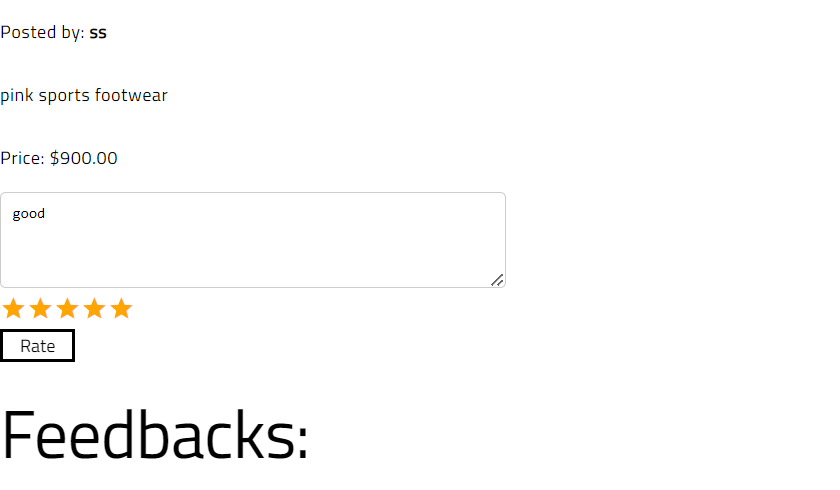 Posted by: ss
pink sports footwear
Price: $900.00
good
Rate
Feedbacks: